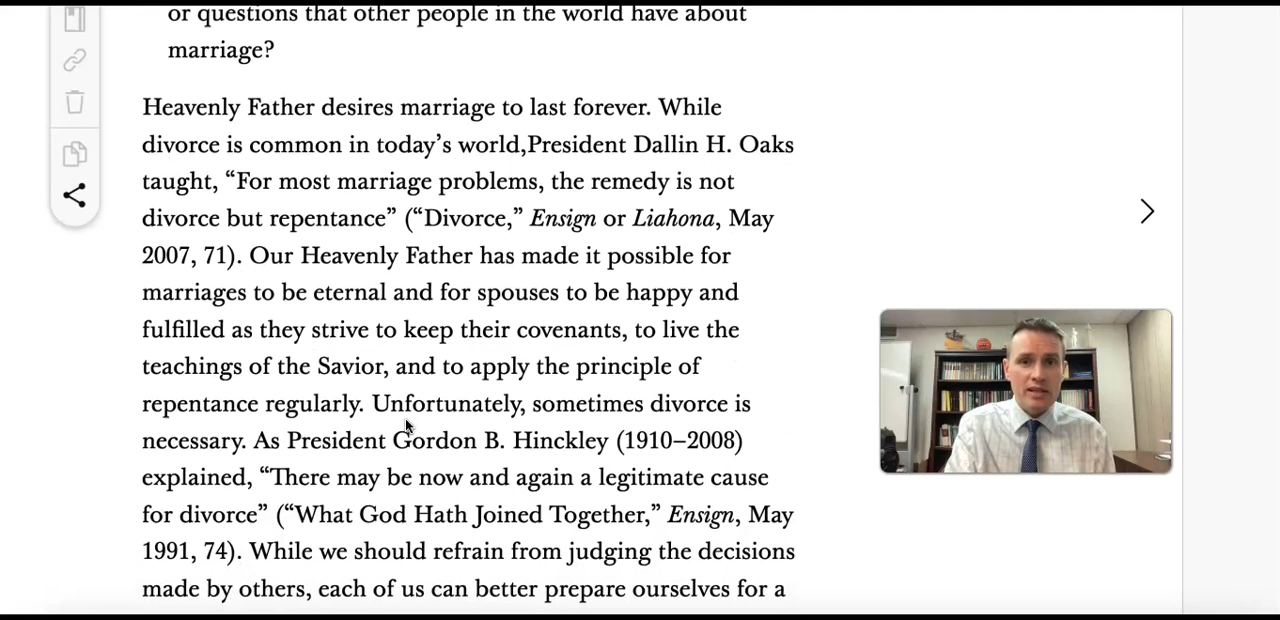 or questions that other people in the world have about
marriage?
Heavenly Father desires marriage to last forever. While
divorce is common in today’s world,President Dallin H. Oaks
taught, “For most marriage problems, the remedy is not
divorce but repentance” (“Divorce,” Ensign or Liahona, May
2007, 71). Our Heavenly Father has made it possible for
marriages to be eternal and for spouses to be happy and
fulfilled as they strive to keep their covenants, to live the
teachings of the Savior, and to apply the principle of
repentance regularly. Unfortunately, sometimes divorce is
necessary. As President Gordon B. Hinckley (1910–2008)
explained, “There may be now and again a legitimate cause
for divorce” (“What God Hath Joined Together,” Ensign, May
1991, 74). While we should refrain from judging the decisions
made by others, each of us can better prepare ourselves for a